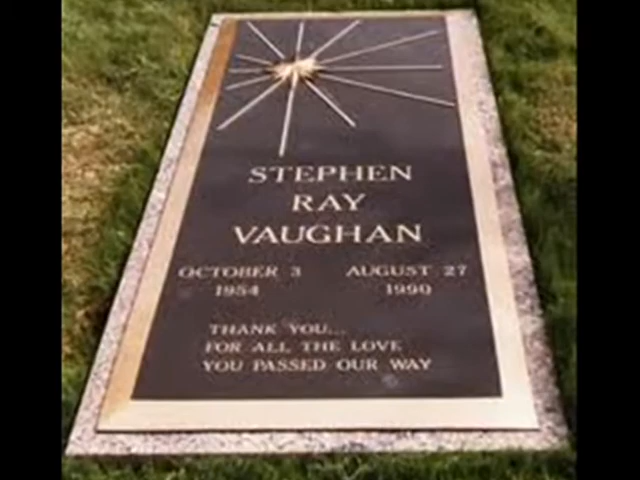 STEPHEN
RAY
VAUGHAN
OCTOBER 3 AUGUST 27
1954 1990
THANK YOU...
FOR ALL THE LOVE
YOU PASSED OUR WAY